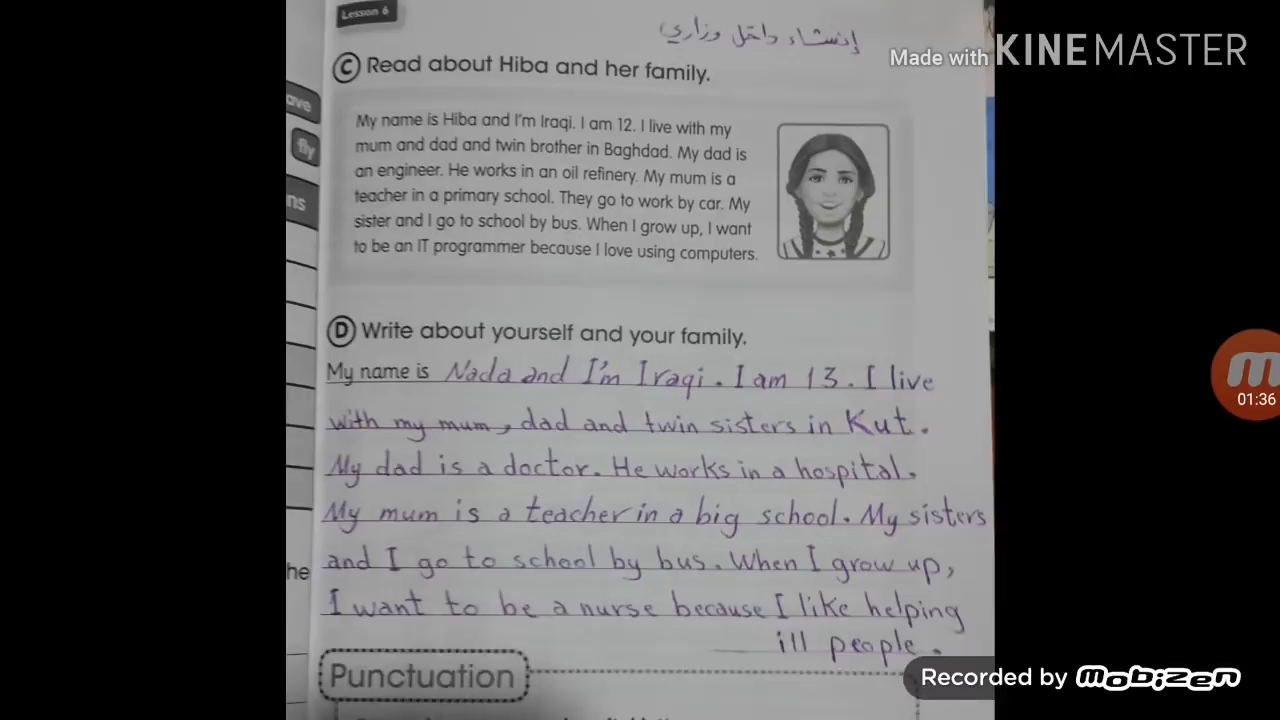 Lesson 6
إنشاء داخل وزاري
Made with KINEMASTER
C Read about Hiba and her family.
ave
fly
ns
My name is Hiba and I'm Iraqi. I am 12. I live with my
mum and dad and twin brother in Baghdad. My dad is
an engineer. He works in an oil refinery. My mum is a
teacher in a primary school. They go to work by car. My
sister and I go to school by bus. When I grow up, I want
to be an IT programmer because I love using computers.
01:36
D Write about yourself and your family.
My name is Nada and I'm Iraqi. I am 13. I live
with my mum, dad and twin sisters in Kut.
My dad is a doctor. He works in a hospital.
My mum is a teacher in a big school. My sisters
he
and I go to school by bus. When I grow up,
I want to be a nurse because I like helping
ill people.
Punctuation
Recorded by mobizen